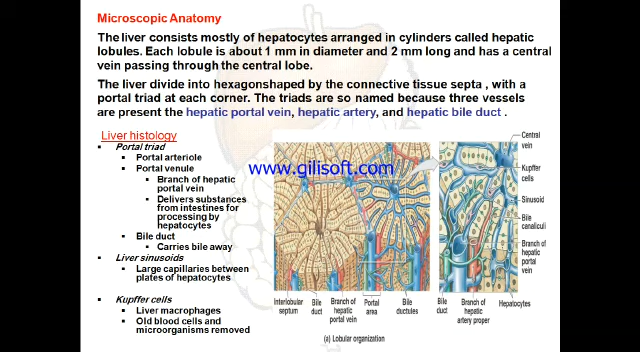 Microscopic Anatomy
The liver consists mostly of hepatocytes arranged in cylinders called hepatic
lobules. Each lobule is about 1 mm in diameter and 2 mm long and has a central
vein passing through the central lobe.
The liver divide into hexagonshaped by the connective tissue septa , with a
portal triad at each corner. The triads are so named because three vessels
are present the hepatic portal vein, hepatic artery, and hepatic bile duct .
Liver histology
Portal triad
Portal arteriole
Portal venule
Branch of hepatic
portal vein
Delivers substances
from intestines for
processing by
hepatocytes
Bile duct
Carries bile away
Liver sinusoids
Large capillaries between
plates of hepatocytes
Kupffer cells
Liver macrophages
Old blood cells and
microorganisms removed
www.gilisoft.com
Central
vein
Kupffer
cells
Sinusoid
Bile
canaliculi
Branch of
hepatic
portal
vein
Interlobular
septum
Bile
duct
Branch of
hepatic
portal vein
Portal
area
Bile
ductules
Bile
duct
Branch of
hepatic
artery proper
Hepatocytes
(a) Lobular organization